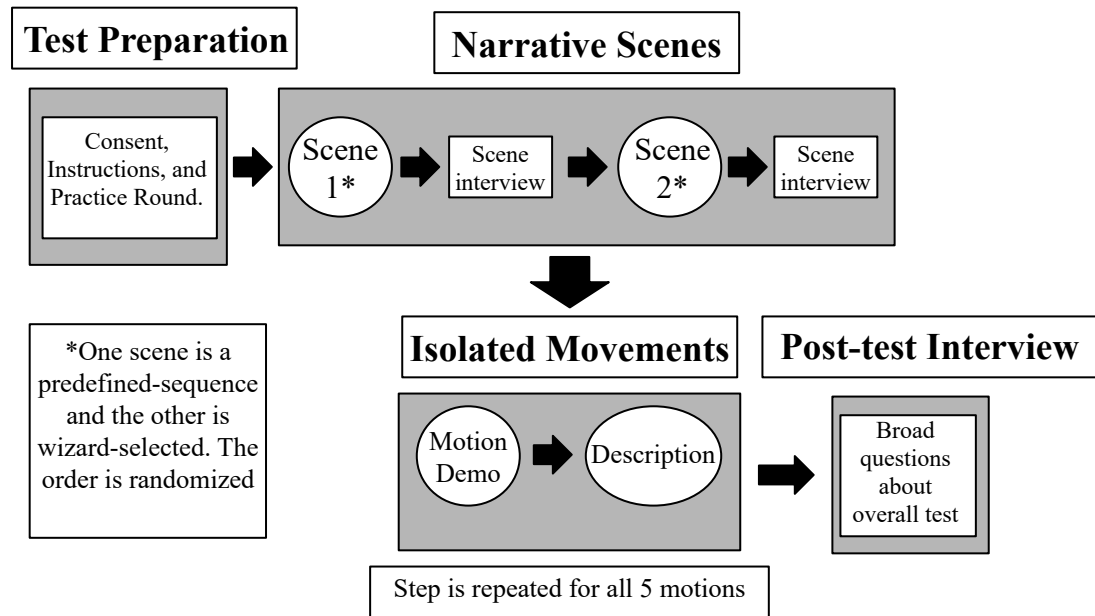 Test Preparation
Narrative Scenes
Consent,
Instructions, and
Practice Round.
Scene
1*
Scene
interview
Scene
2*
Scene
interview
*One scene is a
predefined-sequence
and the other is
wizard-selected. The
order is randomized
Isolated Movements
Post-test Interview
Motion
Demo
Description
Broad
questions
about
overall test
Step is repeated for all 5 motions